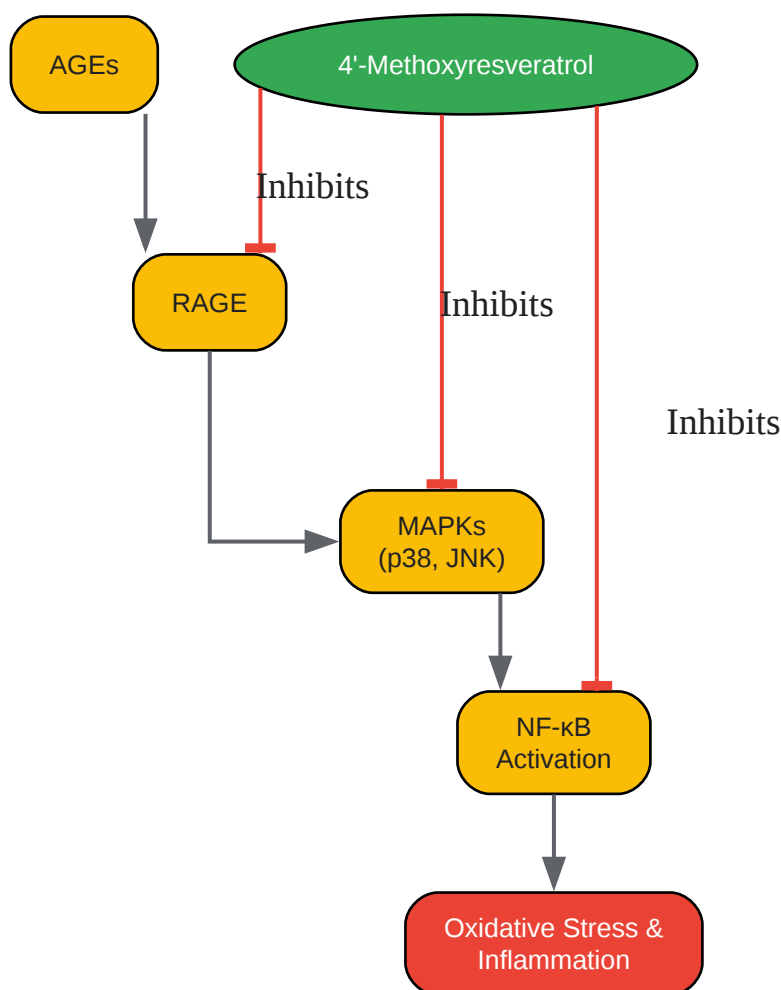 AGEs
4'-Methoxyresveratrol
Inhibits
RAGE
Inhibits
Inhibits
MAPKs
(p38, JNK)
NF-κB
Activation
Oxidative Stress &
Inflammation